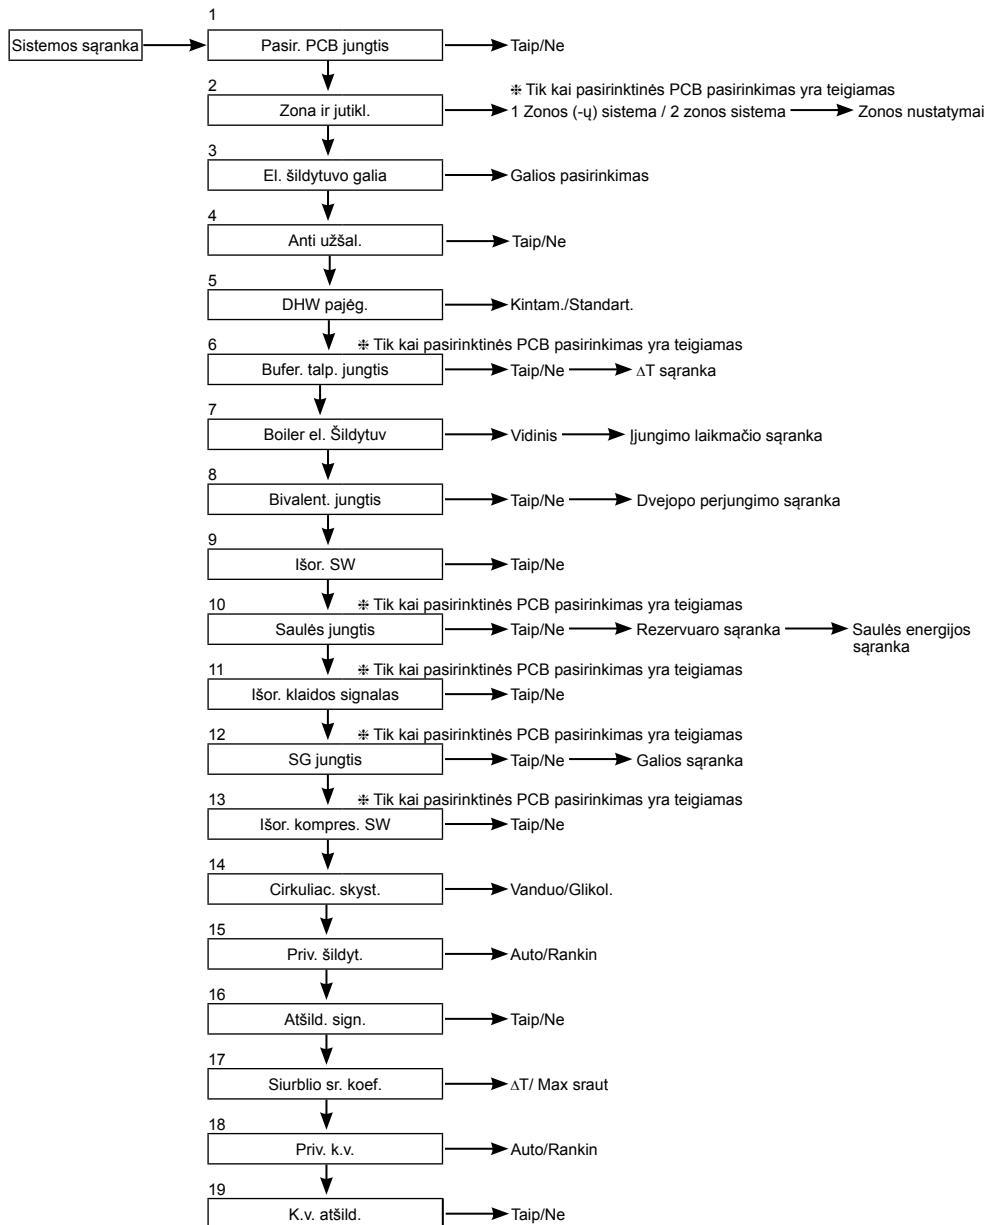 1
Sistemos sąranka
Pasir. PCB jungtis
Taip/Ne
2
❉ Tik kai pasirinktinės PCB pasirinkimas yra teigiamas
Zona ir jutikl.
1 Zonos (-ų) sistema / 2 zonos sistema
Zonos nustatymai
3
El. šildytuvo galia
Galios pasirinkimas
4
Anti užšal.
Taip/Ne
5
DHW pajėg.
Kintam./Standart.
6
❉ Tik kai pasirinktinės PCB pasirinkimas yra teigiamas
Bufer. talp. jungtis
Taip/Ne
∆T sąranka
7
Boiler el. Šildytuv
Vidinis
Įjungimo laikmačio sąranka
8
Bivalent. jungtis
Taip/Ne
Dvejopo perjungimo sąranka
9
Išor. SW
Taip/Ne
10
❉ Tik kai pasirinktinės PCB pasirinkimas yra teigiamas
Saulės jungtis
Taip/Ne
Rezervuaro sąranka
Saulės energijos
sąranka
11
❉ Tik kai pasirinktinės PCB pasirinkimas yra teigiamas
Išor. klaidos signalas
Taip/Ne
12
❉ Tik kai pasirinktinės PCB pasirinkimas yra teigiamas
SG jungtis
Taip/Ne
Galios sąranka
13
❉ Tik kai pasirinktinės PCB pasirinkimas yra teigiamas
Išor. kompres. SW
Taip/Ne
14
Cirkuliac. skyst.
Vanduo/Glikol.
15
Priv. šildyt.
Auto/Rankin
16
Atšild. sign.
Taip/Ne
17
Siurblio sr. koef.
∆T/ Max sraut
18
Priv. k.v.
Auto/Rankin
19
K.v. atšild.
Taip/Ne